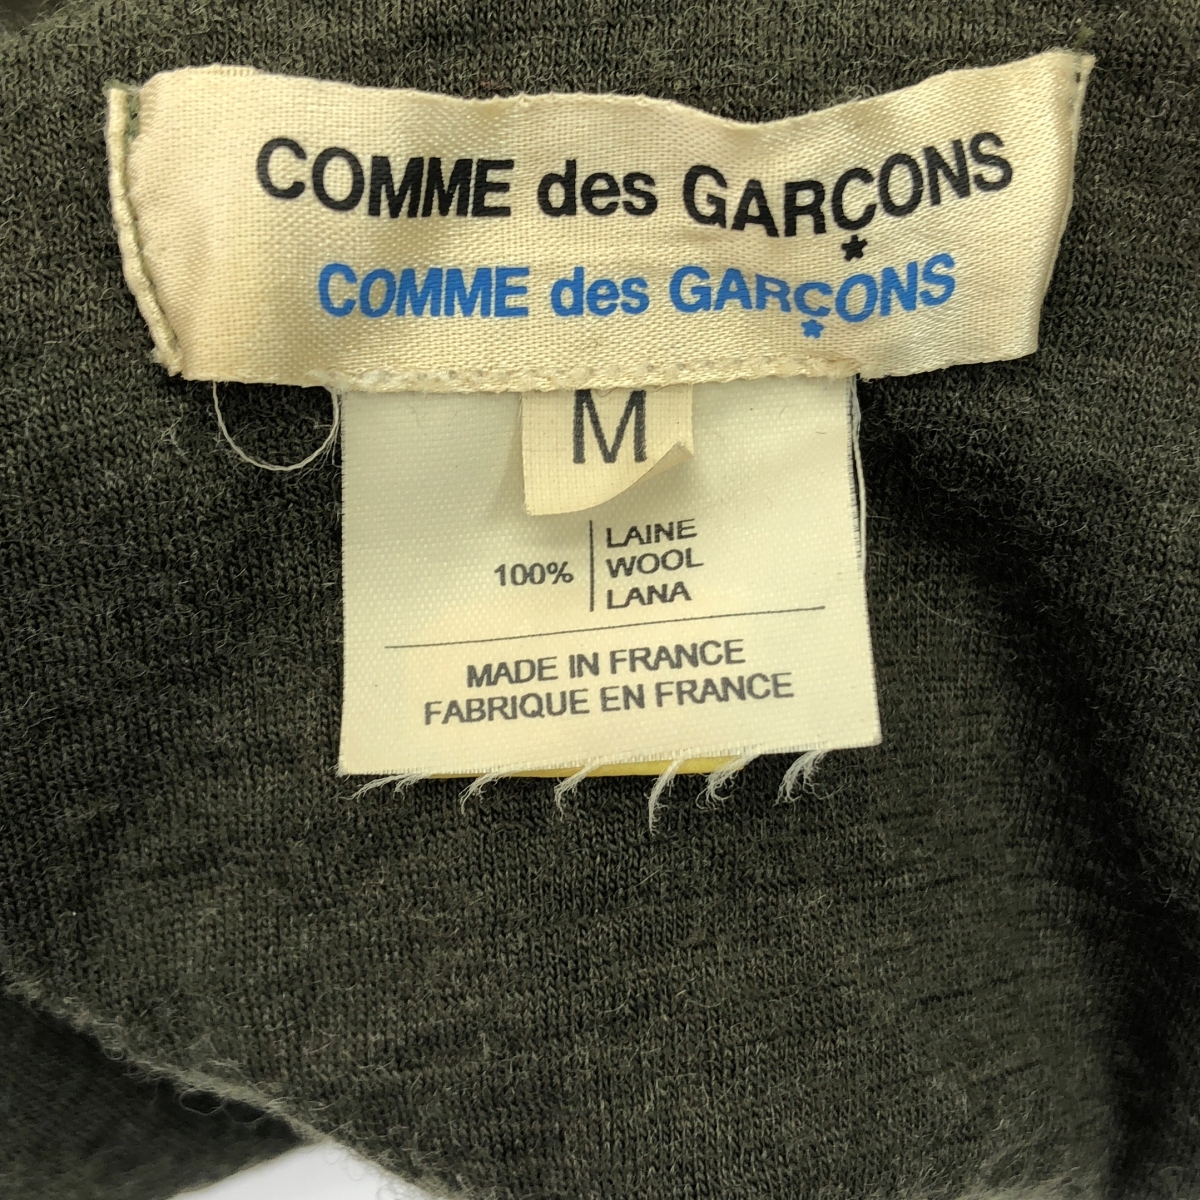 COMME des GARÇONS
COMME des GARÇONS
M
100% LAINE
WOOL
LANA
MADE IN FRANCE
FABRIQUE EN FRANCE